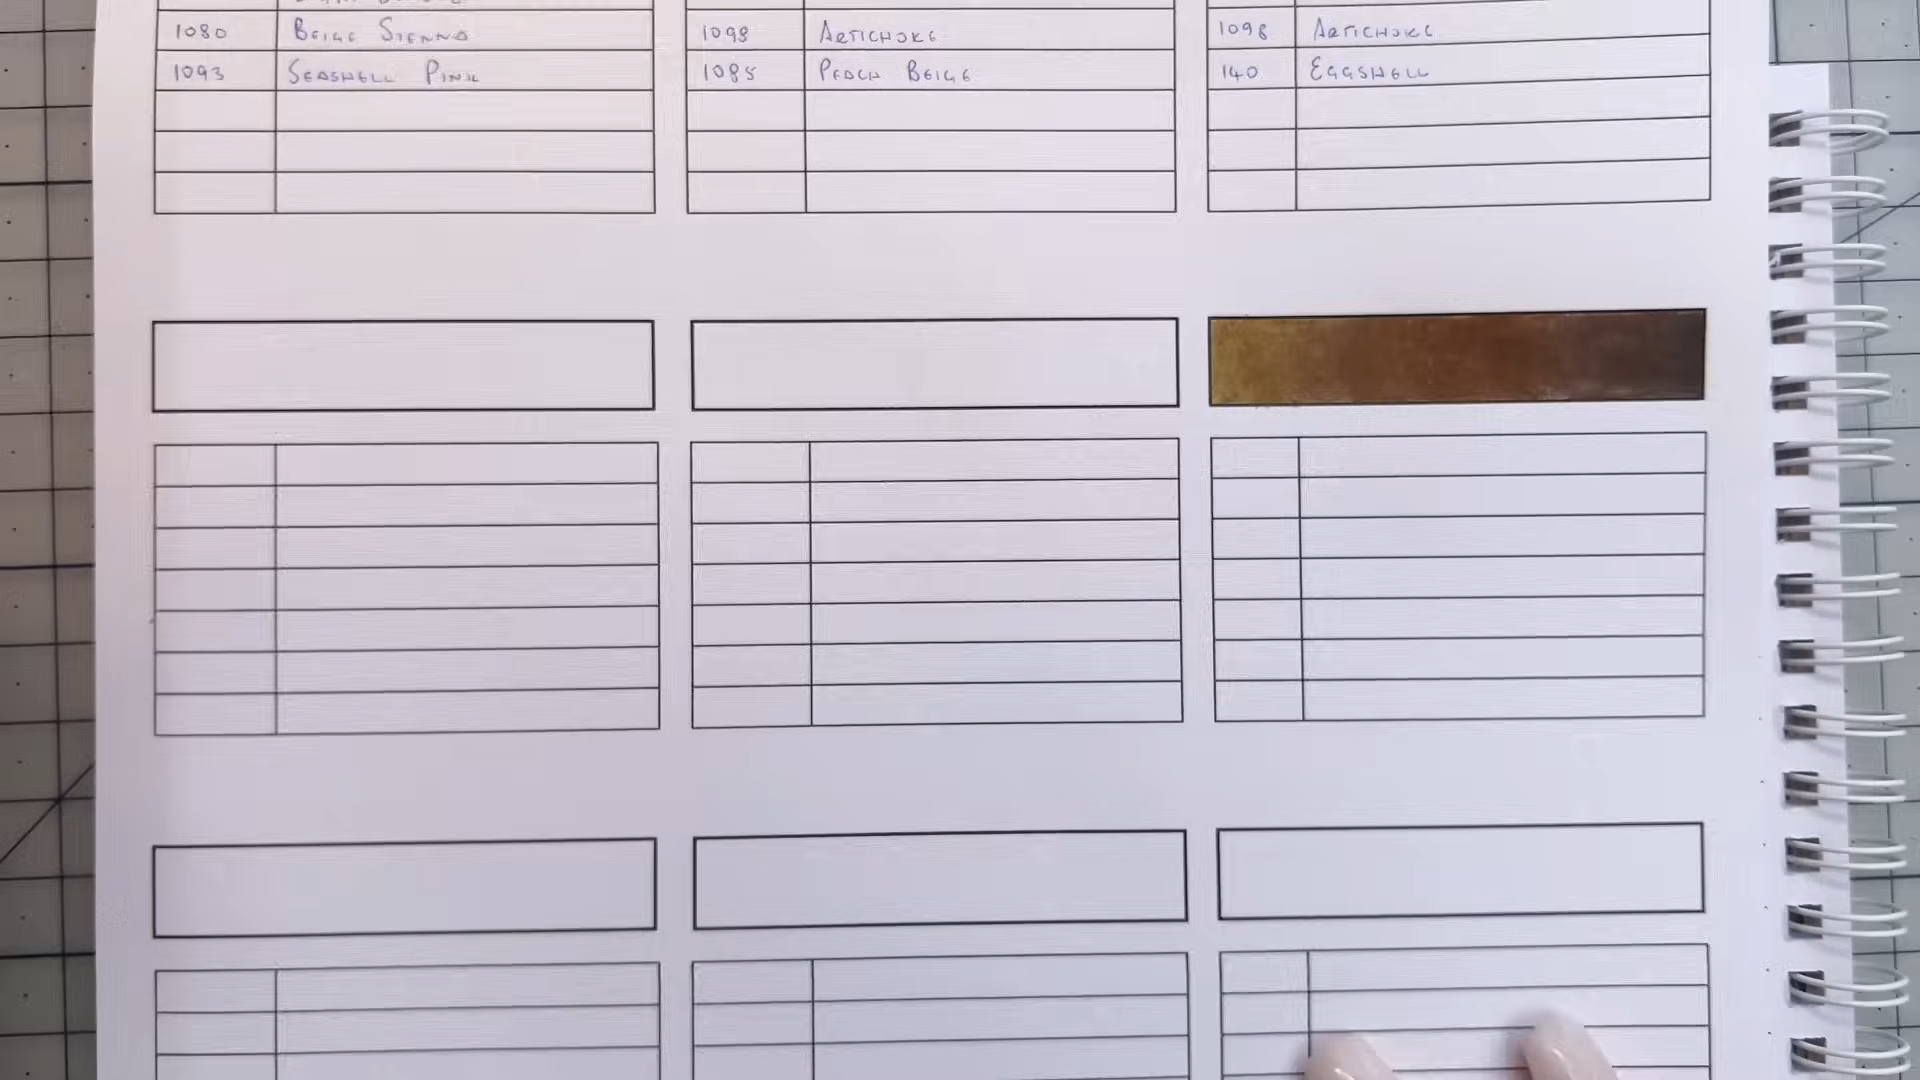 1080 Beige Sienna
1093 Seashell Pink
1098 Artichoke
1085 Peach Beige
1098 Artichoke
140 Eggshell